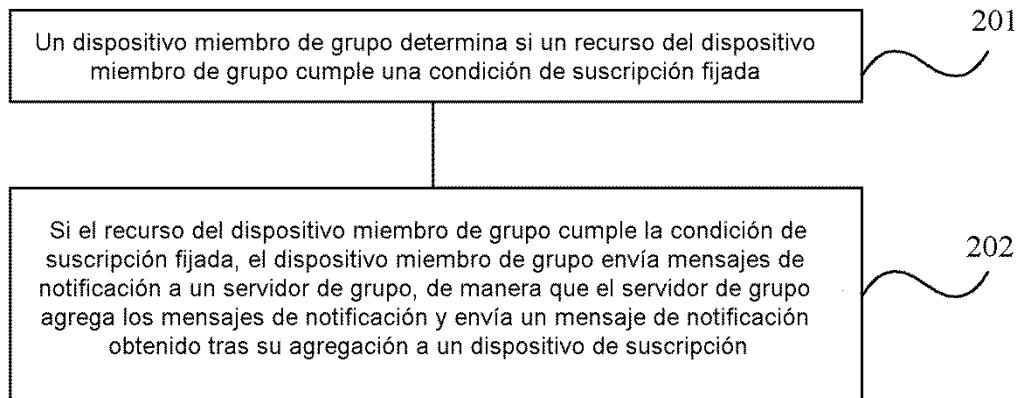 Un dispositivo miembro de grupo determina si un recurso del dispositivo
miembro de grupo cumple una condición de suscripción fijada
201
Si el recurso del dispositivo miembro de grupo cumple la condición de
suscripción fijada, el dispositivo miembro de grupo envía mensajes de
notificación a un servidor de grupo, de manera que el servidor de grupo
agrega los mensajes de notificación y envía un mensaje de notificación
obtenido tras su agregación a un dispositivo de suscripción
202